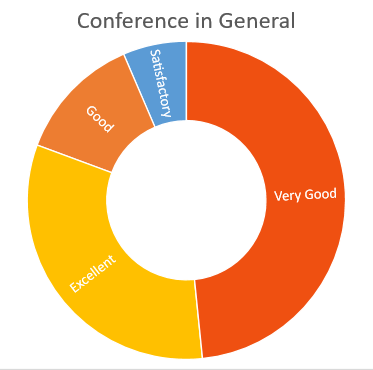 Conference in General
Satisfactory
Good
Very Good
Excellent